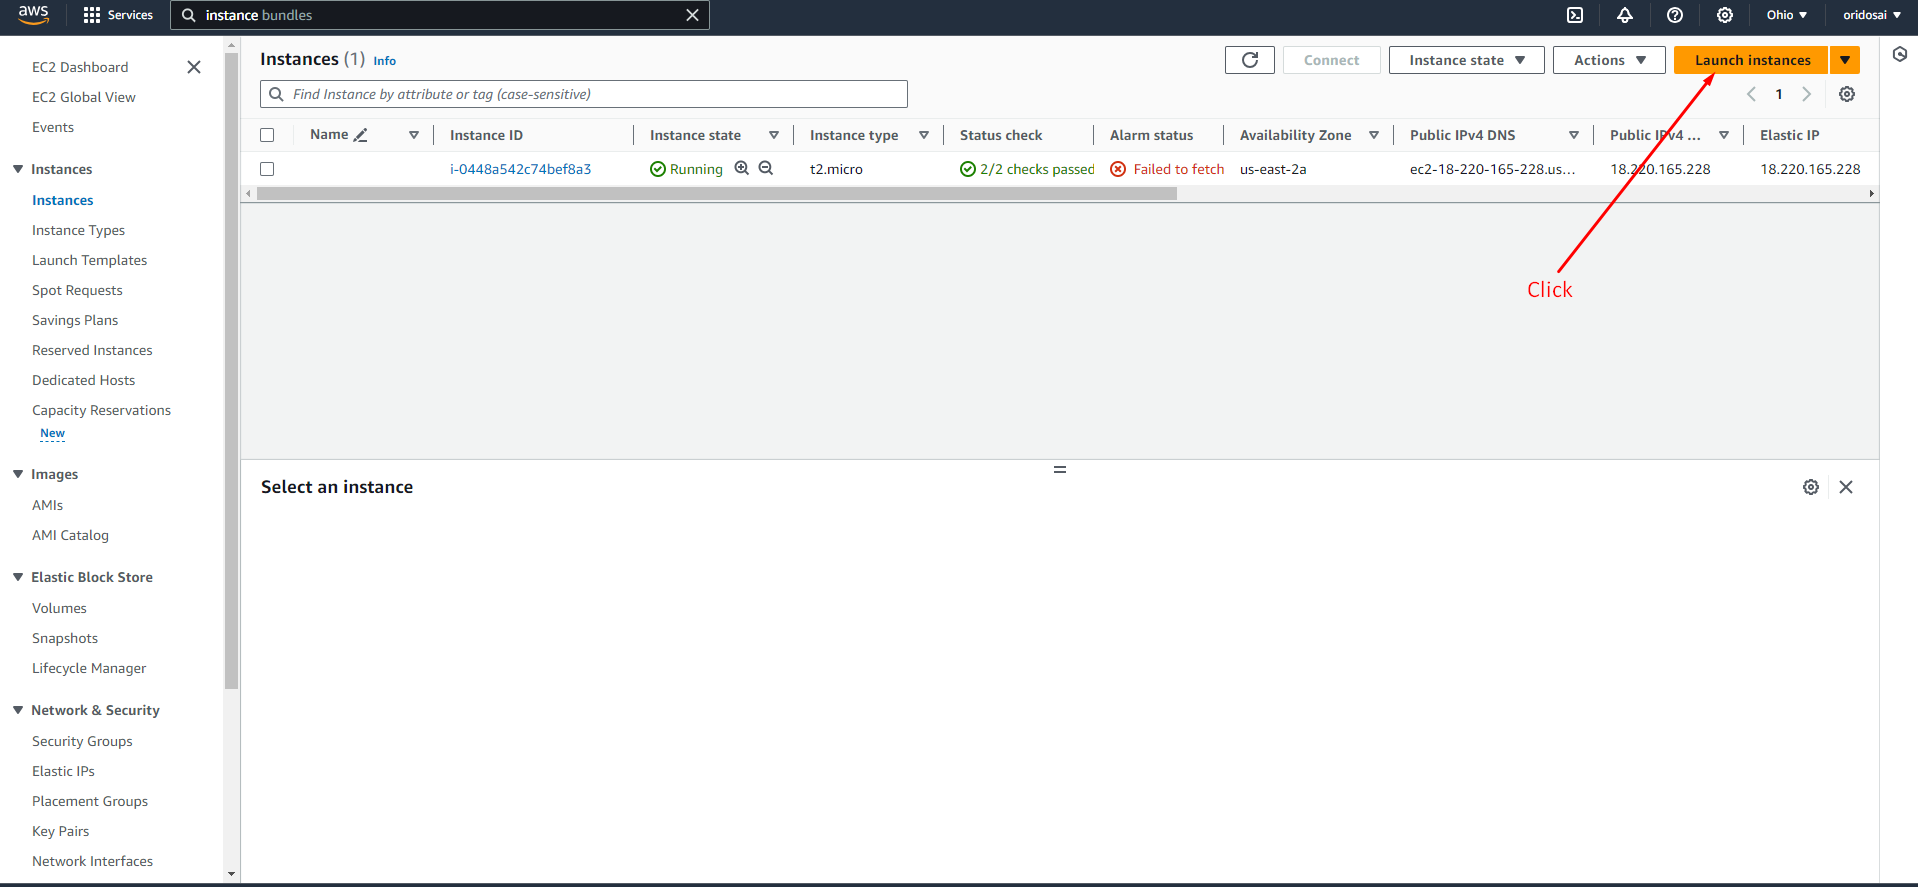 aws Services instance bundles Ohio oridosai
EC2 Dashboard
EC2 Global View
Events
Instances
Instances
Instance Types
Launch Templates
Spot Requests
Savings Plans
Reserved Instances
Dedicated Hosts
Capacity Reservations
New
Images
AMIs
AMI Catalog
Elastic Block Store
Volumes
Snapshots
Lifecycle Manager
Network & Security
Security Groups
Elastic IPs
Placement Groups
Key Pairs
Network Interfaces
Instances (1) Info Connect Instance state Actions Launch instances
Find Instance by attribute or tag (case-sensitive) 1
Name Instance ID Instance state Instance type Status check Alarm status Availability Zone Public IPv4 DNS Public IPv4 ... Elastic IP
i-0448a542c74bef8a3 Running t2.micro 2/2 checks passed Failed to fetch us-east-2a ec2-18-220-165-228.us... 18.220.165.228 18.220.165.228
Click
Select an instance